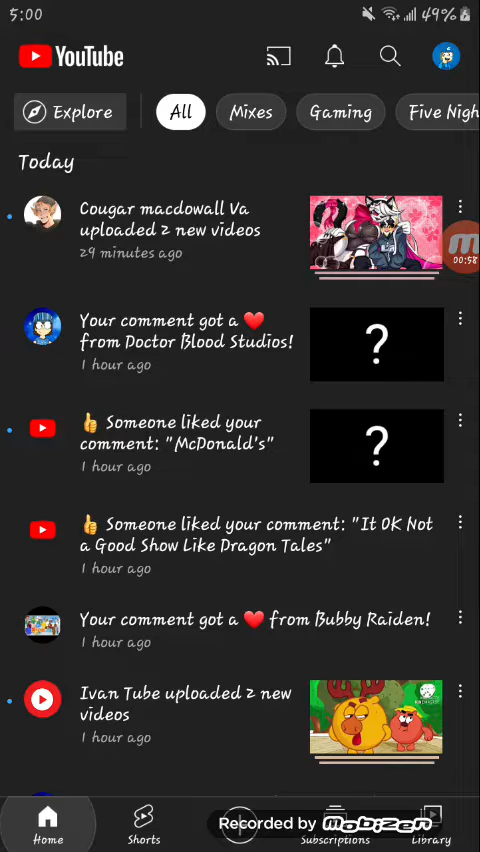 5:00
49%
YouTube
Explore
All
Mixes
Gaming
Five Nigh
Today
Cougar macdowall Va
uploaded 2 new videos
29 minutes ago
00:58
Your comment got a ❤️
from Doctor Blood Studios!
1 hour ago
?
👍 Someone liked your
comment: "McDonald's"
1 hour ago
?
👍 Someone liked your comment: "It OK Not
a Good Show Like Dragon Tales"
1 hour ago
Your comment got a ❤️ from Bubby Raiden!
1 hour ago
Ivan Tube uploaded 2 new
videos
1 hour ago
Recorded by Mobizen
Home
Shorts
Subscriptions
Library